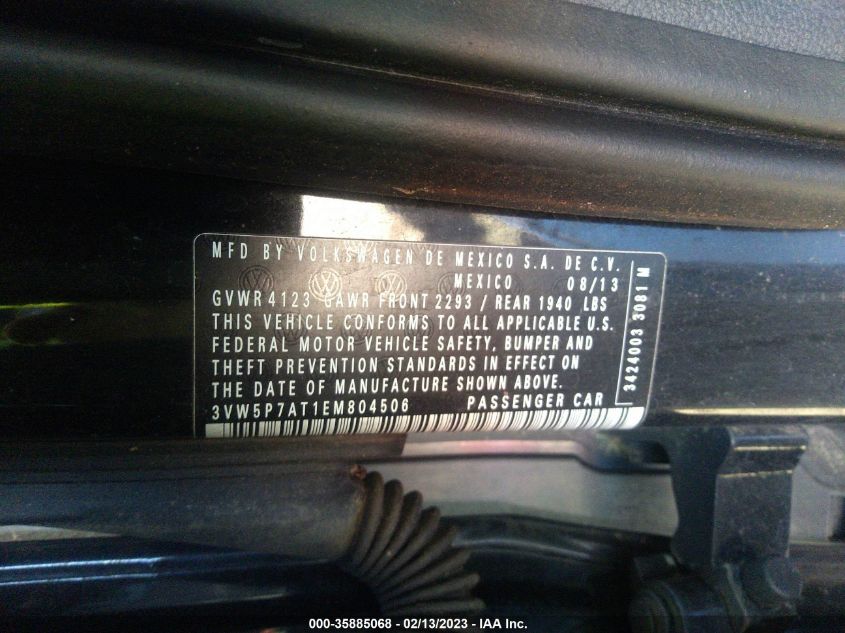 MFD BY VOLKSWAGEN DE MEXICO S.A. DE C.V.
MEXICO 08/13
GVWR 4123 GAWR FRONT 2293 / REAR 1940 LBS
THIS VEHICLE CONFORMS TO ALL APPLICABLE U.S.
FEDERAL MOTOR VEHICLE SAFETY, BUMPER AND
THEFT PREVENTION STANDARDS IN EFFECT ON
THE DATE OF MANUFACTURE SHOWN ABOVE.
3VW5P7AT1EM804506 PASSENGER CAR
3424003 3081 M
000-35885068 - 02/13/2023 - IAA Inc.